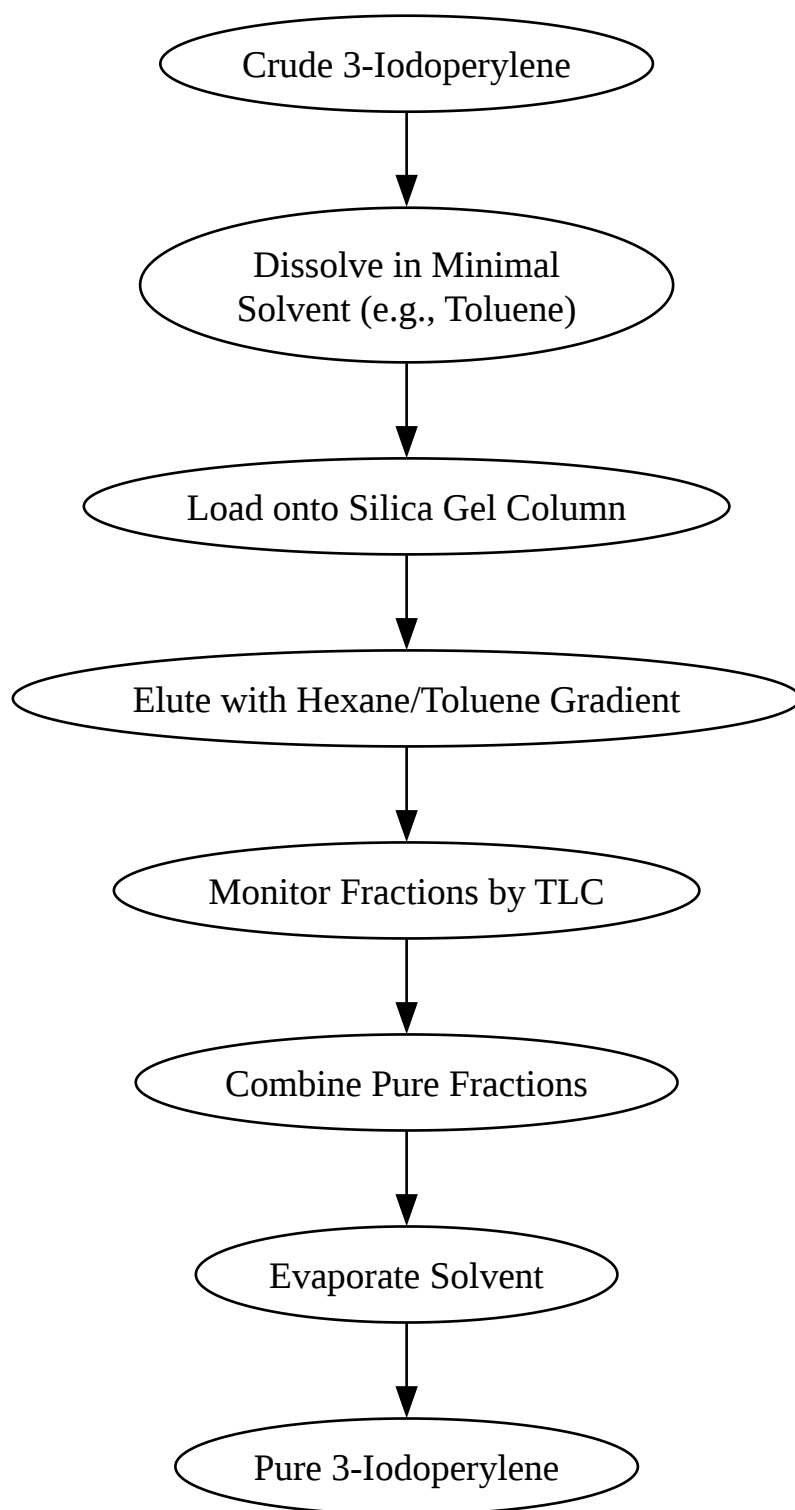 Crude 3-Iodoperylene
Dissolve in Minimal
Solvent (e.g., Toluene)
Load onto Silica Gel Column
Elute with Hexane/Toluene Gradient
Monitor Fractions by TLC
Combine Pure Fractions
Evaporate Solvent
Pure 3-Iodoperylene